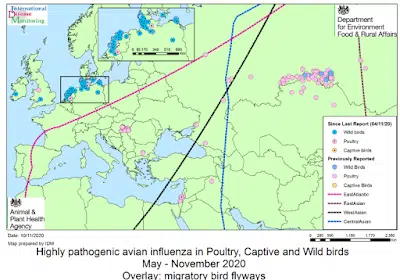 International
Disease
Monitoring
Department
for Environment
Food & Rural Affairs
Since Last Report (04/11/20)
Wild birds
Poultry
Captive Birds
Previously Reported
Wild Birds
Poultry
Captive Birds
EastAtlantic
EastAsian
WestAsian
CentralAsian
Animal &
Plant Health
Agency
Date: 10/11/2020
Map prepared by IDM
Highly pathogenic avian influenza in Poultry, Captive and Wild birds
May - November 2020
Overlay: migratory bird flyways